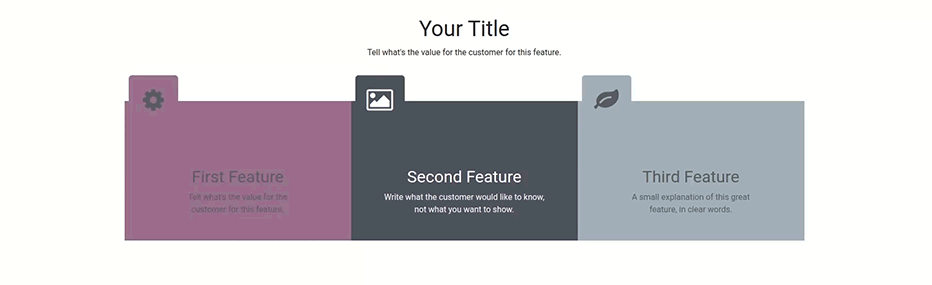 Your Title
Tell what's the value for the customer for this feature.
First Feature
Tell what's the value for the
customer for this feature.
Second Feature
Write what the customer would like to know,
not what you want to show.
Third Feature
A small explanation of this great
feature, in clear words.